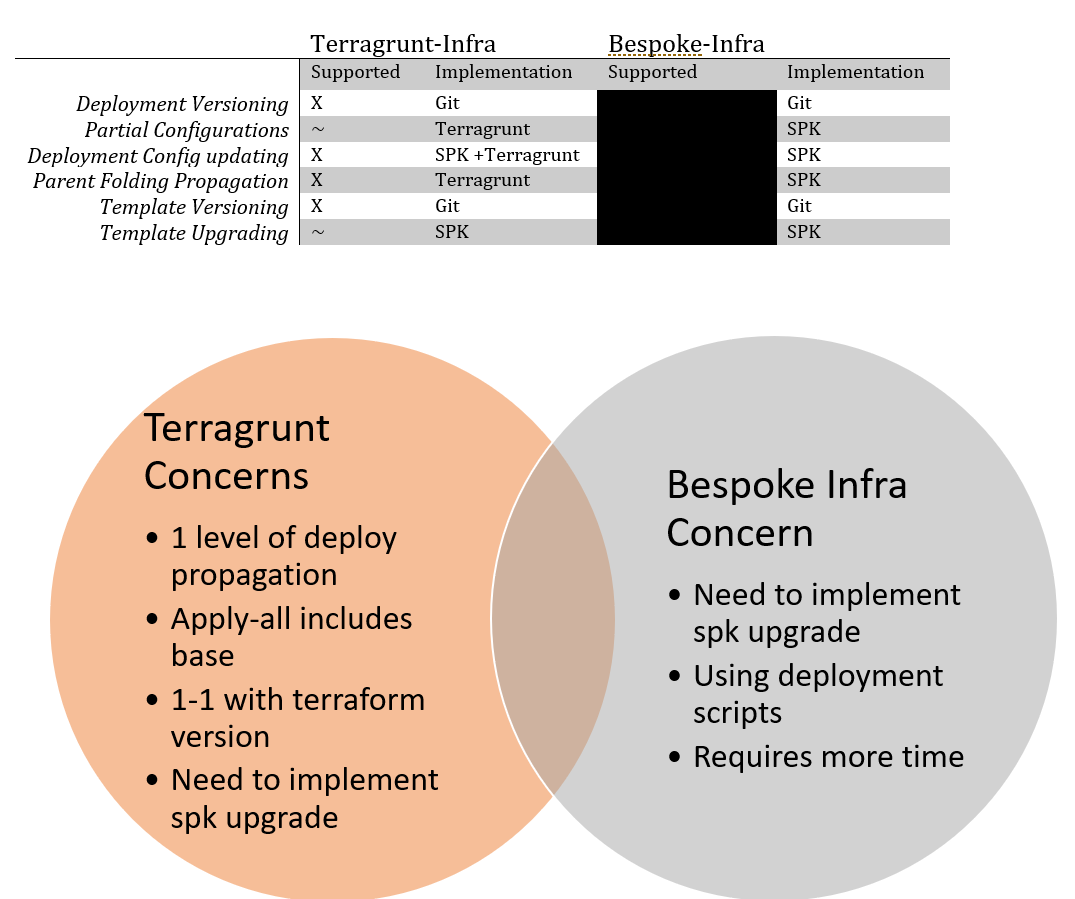 Terragrunt-Infra Bespoke-Infra
Supported Implementation Supported Implementation
Deployment Versioning X Git Git
Partial Configurations ~ Terragrunt SPK
Deployment Config updating X SPK +Terragrunt SPK
Parent Folding Propagation X Terragrunt SPK
Template Versioning X Git Git
Template Upgrading ~ SPK SPK
Terragrunt
Concerns
• 1 level of deploy
propagation
• Apply-all includes
base
• 1-1 with terraform
version
• Need to implement
spk upgrade
Bespoke Infra
Concern
• Need to implement
spk upgrade
• Using deployment
scripts
• Requires more time